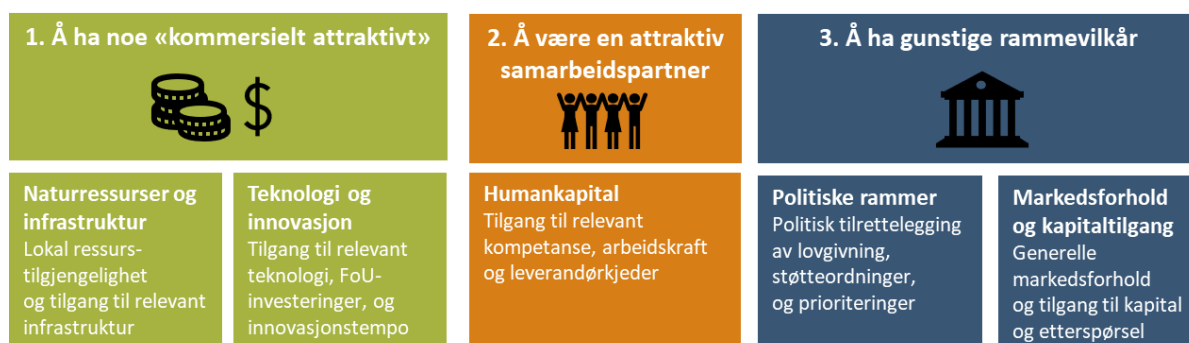 1. Å ha noe «kommersielt attraktivt»
$
2. Å være en attraktiv
samarbeidspartner
3. Å ha gunstige rammevilkår
Naturressurser og
infrastruktur
Lokal ressurs-
tilgjengelighet
og tilgang til relevant
infrastruktur
Teknologi og
innovasjon
Tilgang til relevant
teknologi, FoU-
investeringer, og
innovasjonstempo
Humankapital
Tilgang til relevant
kompetanse, arbeidskraft
og leverandørkjeder
Politiske rammer
Politisk tilrettelegging
av lovgivning,
støtteordninger,
og prioriteringer
Markedsforhold
og kapitaltilgang
Generelle
markedsforhold
og tilgang til kapital
og etterspørsel